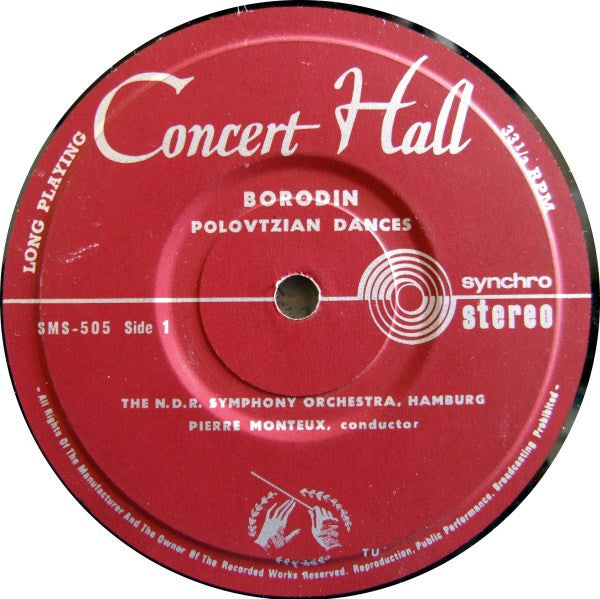 Concert Hall
LONG PLAYING
33 1/3 RPM
BORODIN
POLOVTZIAN DANCES
synchro
stereo
SMS-505 Side 1
THE N.D.R. SYMPHONY ORCHESTRA, HAMBURG
PIERRE MONTEUX, conductor
TU
- All Rights Of The Manufacturer And The Owner Of The Recorded Works Reserved. Reproduction, Public Performance, Broadcasting Prohibited -